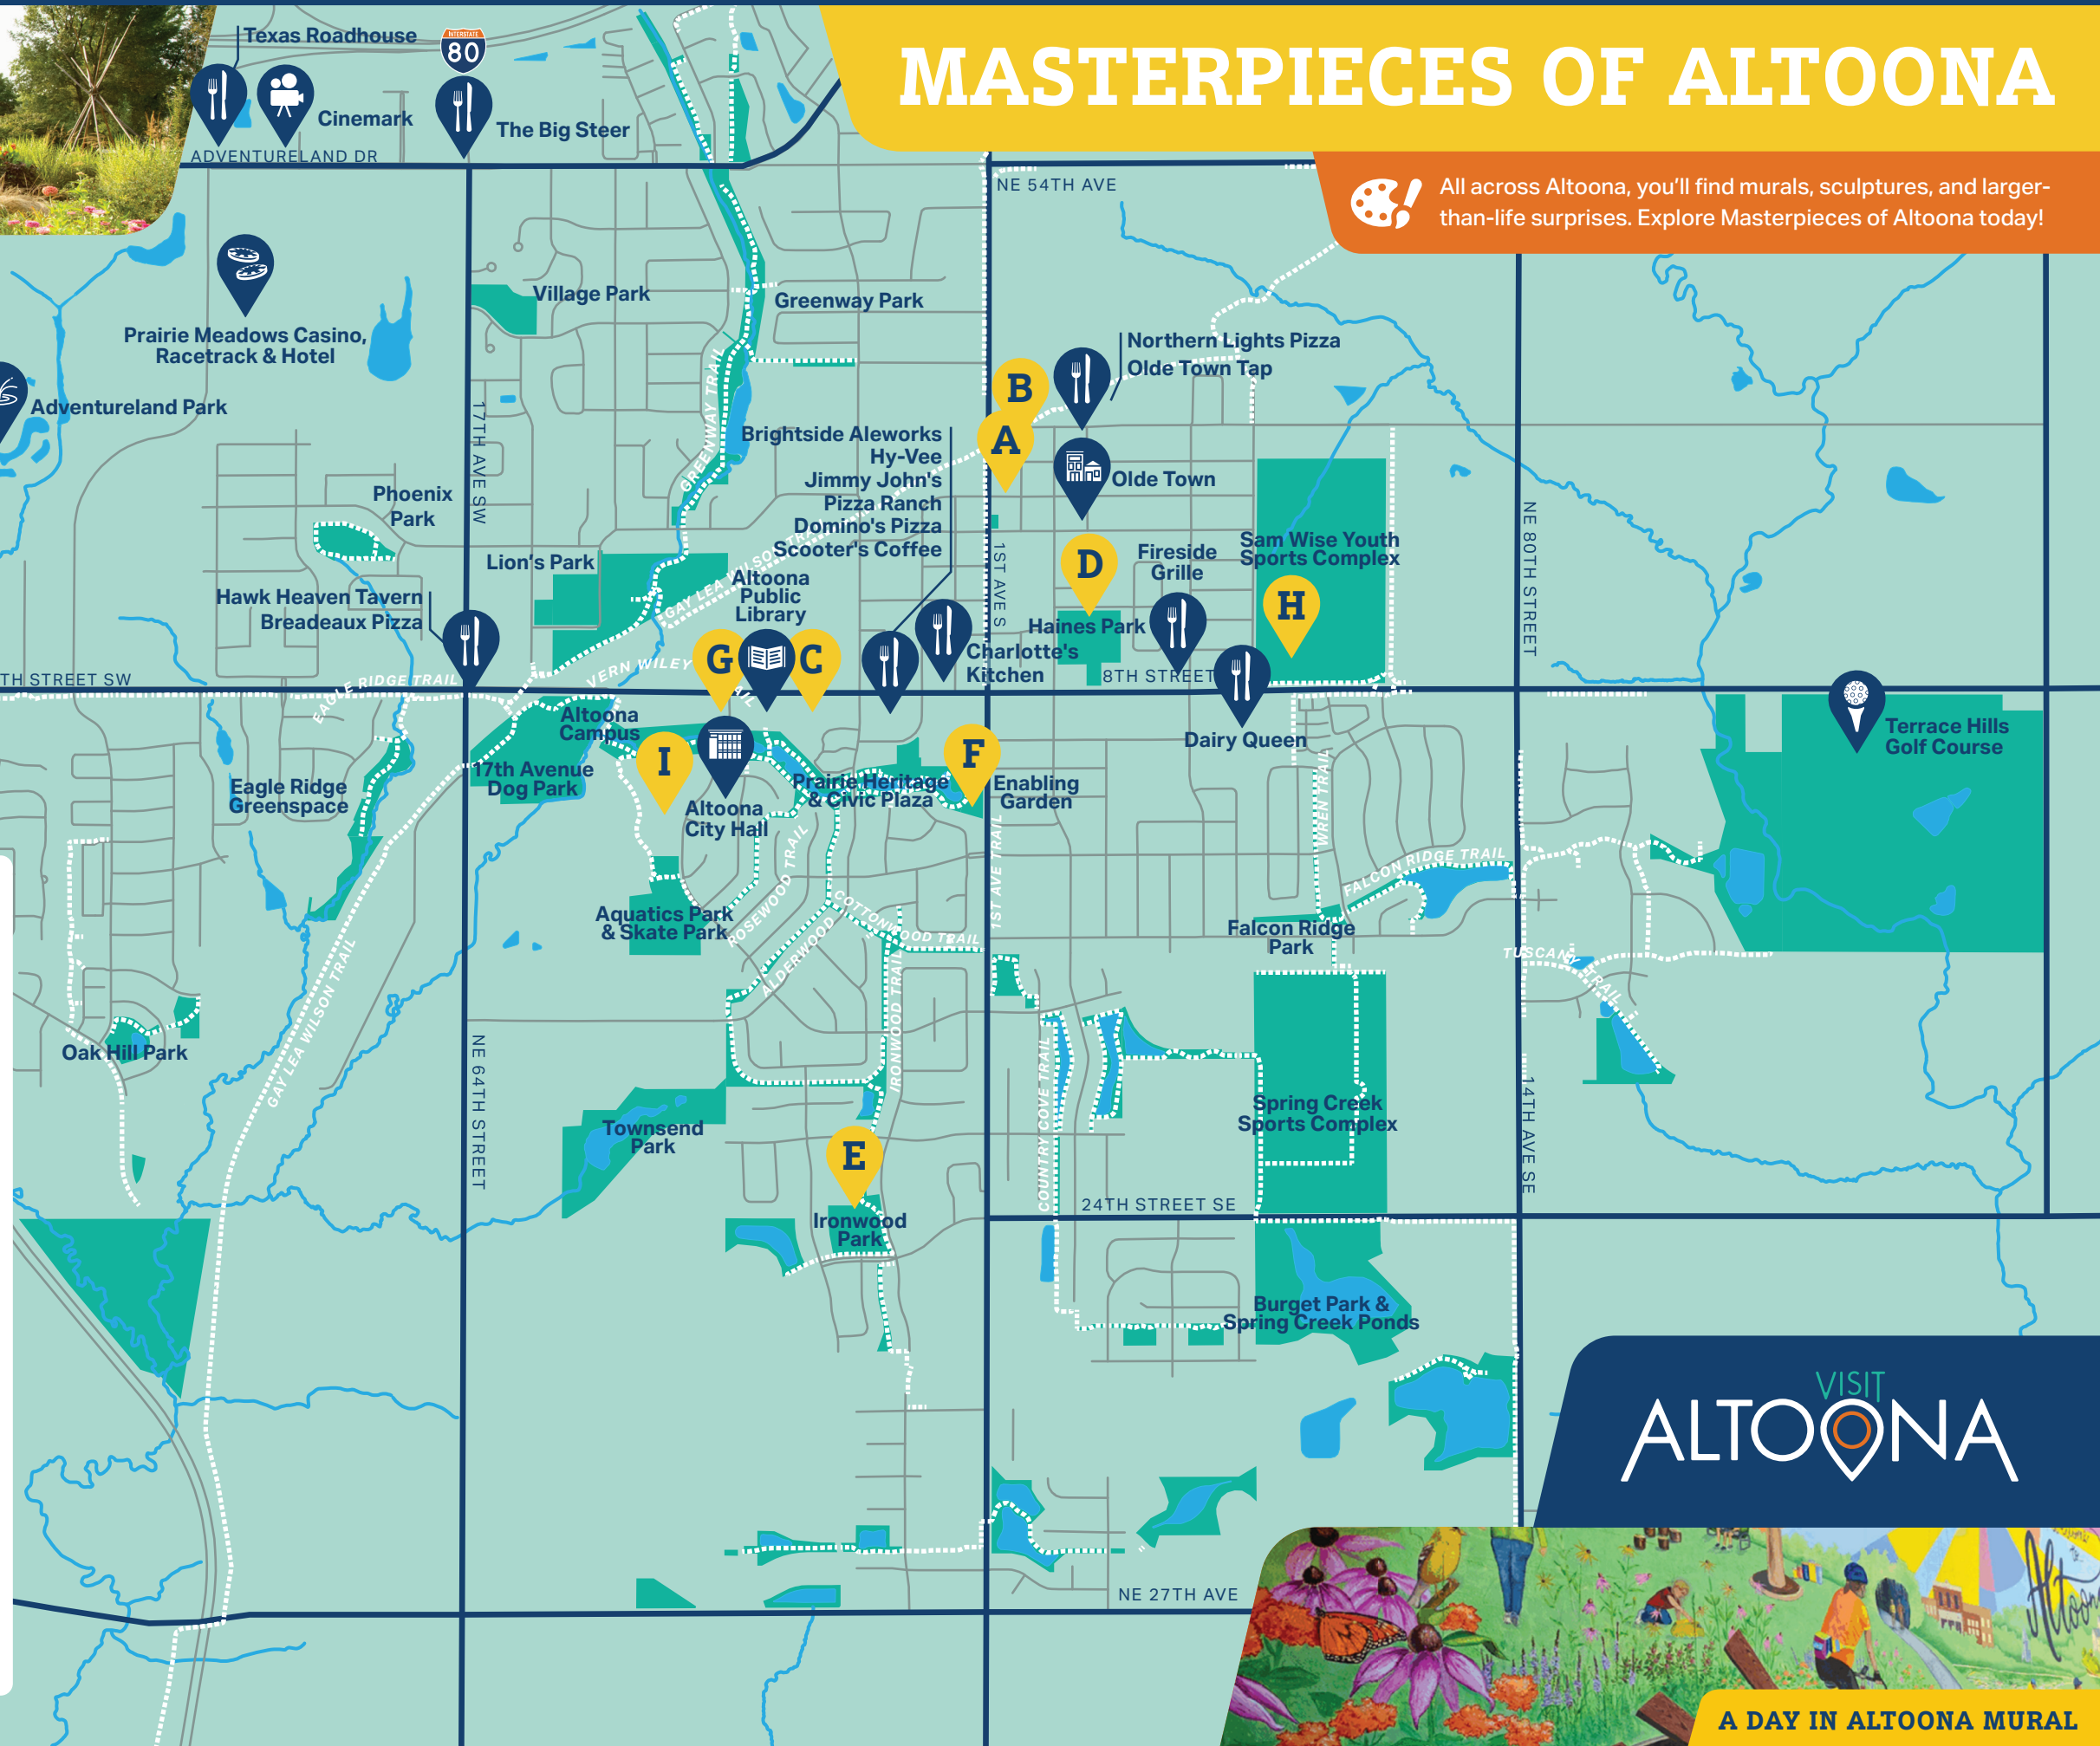 MASTERPIECES OF ALTOONA
All across Altoona, you'll find murals, sculptures, and larger-
than-life surprises. Explore Masterpieces of Altoona today!
Texas Roadhouse
INTERSTATE
80
Cinemark
The Big Steer
ADVENTURELAND DR
NE 54TH AVE
Village Park
Greenway Park
Prairie Meadows Casino,
Racetrack & Hotel
Northern Lights Pizza
Olde Town Tap
B
Adventureland Park
17TH AVE SW
GREENWAY TRAIL
A
Brightside Aleworks
Hy-Vee
Jimmy John's
Pizza Ranch
Domino's Pizza
Scooter's Coffee
Olde Town
Phoenix
Park
NE 80TH STREET
Lion's Park
GAY LEA WILSON TRAIL
1ST AVE S
D
Fireside
Grille
Sam Wise Youth
Sports Complex
Altoona
Public
Library
Hawk Heaven Tavern
Breadeaux Pizza
H
Haines Park
G
C
Charlotte's
Kitchen
TH STREET SW
EAGLE RIDGE TRAIL
VERN WILEY
AIL
8TH STREET
Altoona
Campus
Dairy Queen
Terrace Hills
Golf Course
I
F
17th Avenue
Dog Park
Prairie Heritage
& Civic Plaza
Enabling
Garden
Eagle Ridge
Greenspace
Altoona
City Hall
WREN TRAIL
1ST AVE TRAIL
FALCON RIDGE TRAIL
ROSEWOOD TRAIL
Aquatics Park
& Skate Park
COTTONWOOD TRAIL
ALDERWOOD
Falcon Ridge
Park
TUSCANY TRAIL
GAY LEA WILSON TRAIL
IRONWOOD TRAIL
Oak Hill Park
NE 64TH STREET
COUNTRY COVE TRAIL
Spring Creek
Sports Complex
14TH AVE SE
Townsend
Park
E
24TH STREET SE
Ironwood
Park
Burget Park &
Spring Creek Ponds
VISIT
ALTOONA
NE 27TH AVE
Altoona
A DAY IN ALTOONA MURAL